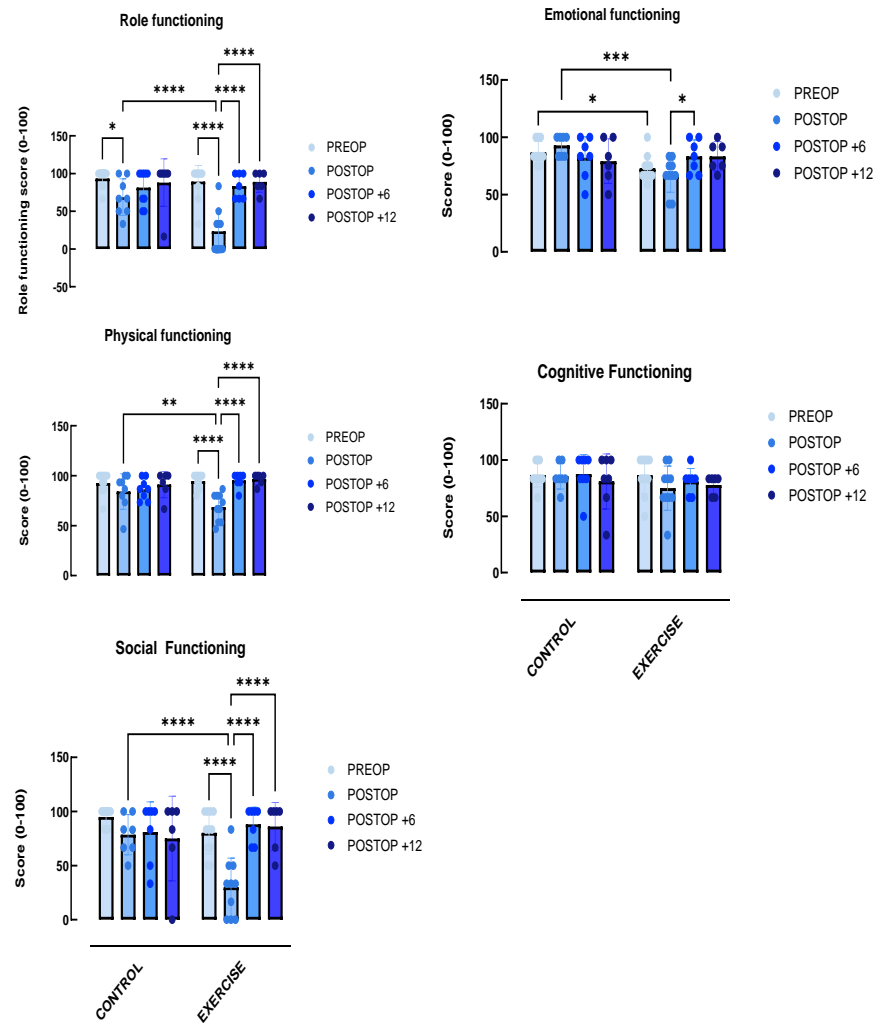 Role functioning
****
****
****
*
****
Role functioning score (0-100)
150
100
50
0
-50
PREOP
POSTOP
POSTOP +6
POSTOP +12
Emotional functioning
***
*
*
Score (0-100)
150
100
50
0
PREOP
POSTOP
POSTOP +6
POSTOP +12
Physical functioning
****
**
****
****
Score (0-100)
150
100
50
0
PREOP
POSTOP
POSTOP +6
POSTOP +12
Cognitive Functioning
Score (0-100)
150
100
50
0
PREOP
POSTOP
POSTOP +6
POSTOP +12
CONTROL
EXERCISE
Social Functioning
****
****
****
****
Score (0-100)
150
100
50
0
PREOP
POSTOP
POSTOP +6
POSTOP +12
CONTROL
EXERCISE